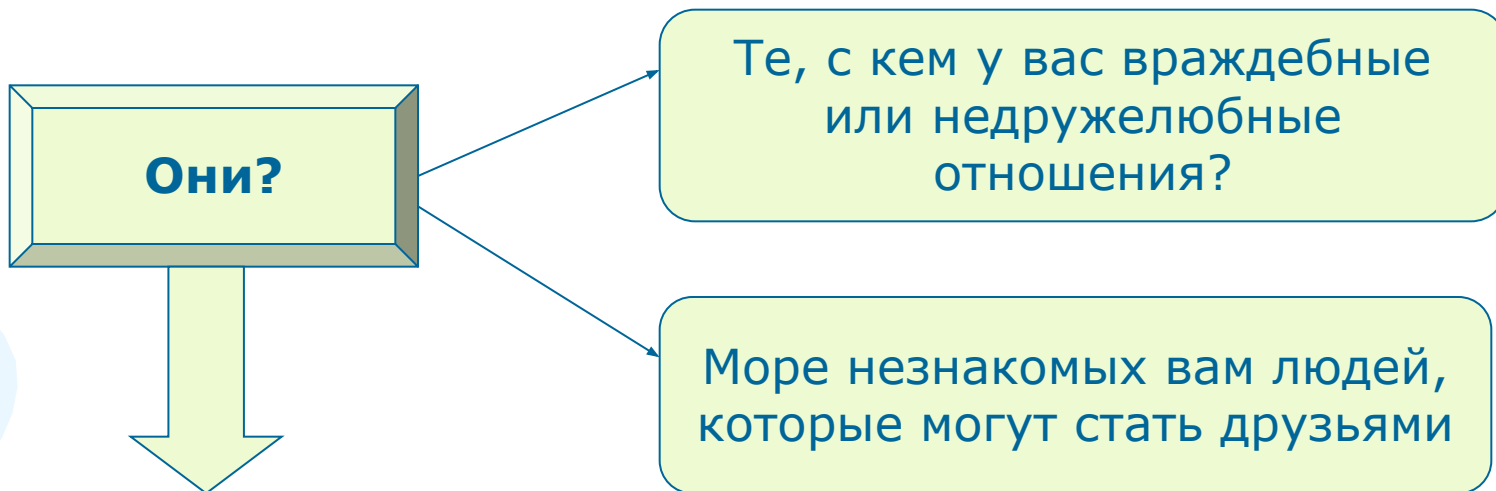 Они?
Те, с кем у вас враждебные
или недружелюбные
отношения?
Море незнакомых вам людей,
которые могут стать друзьями